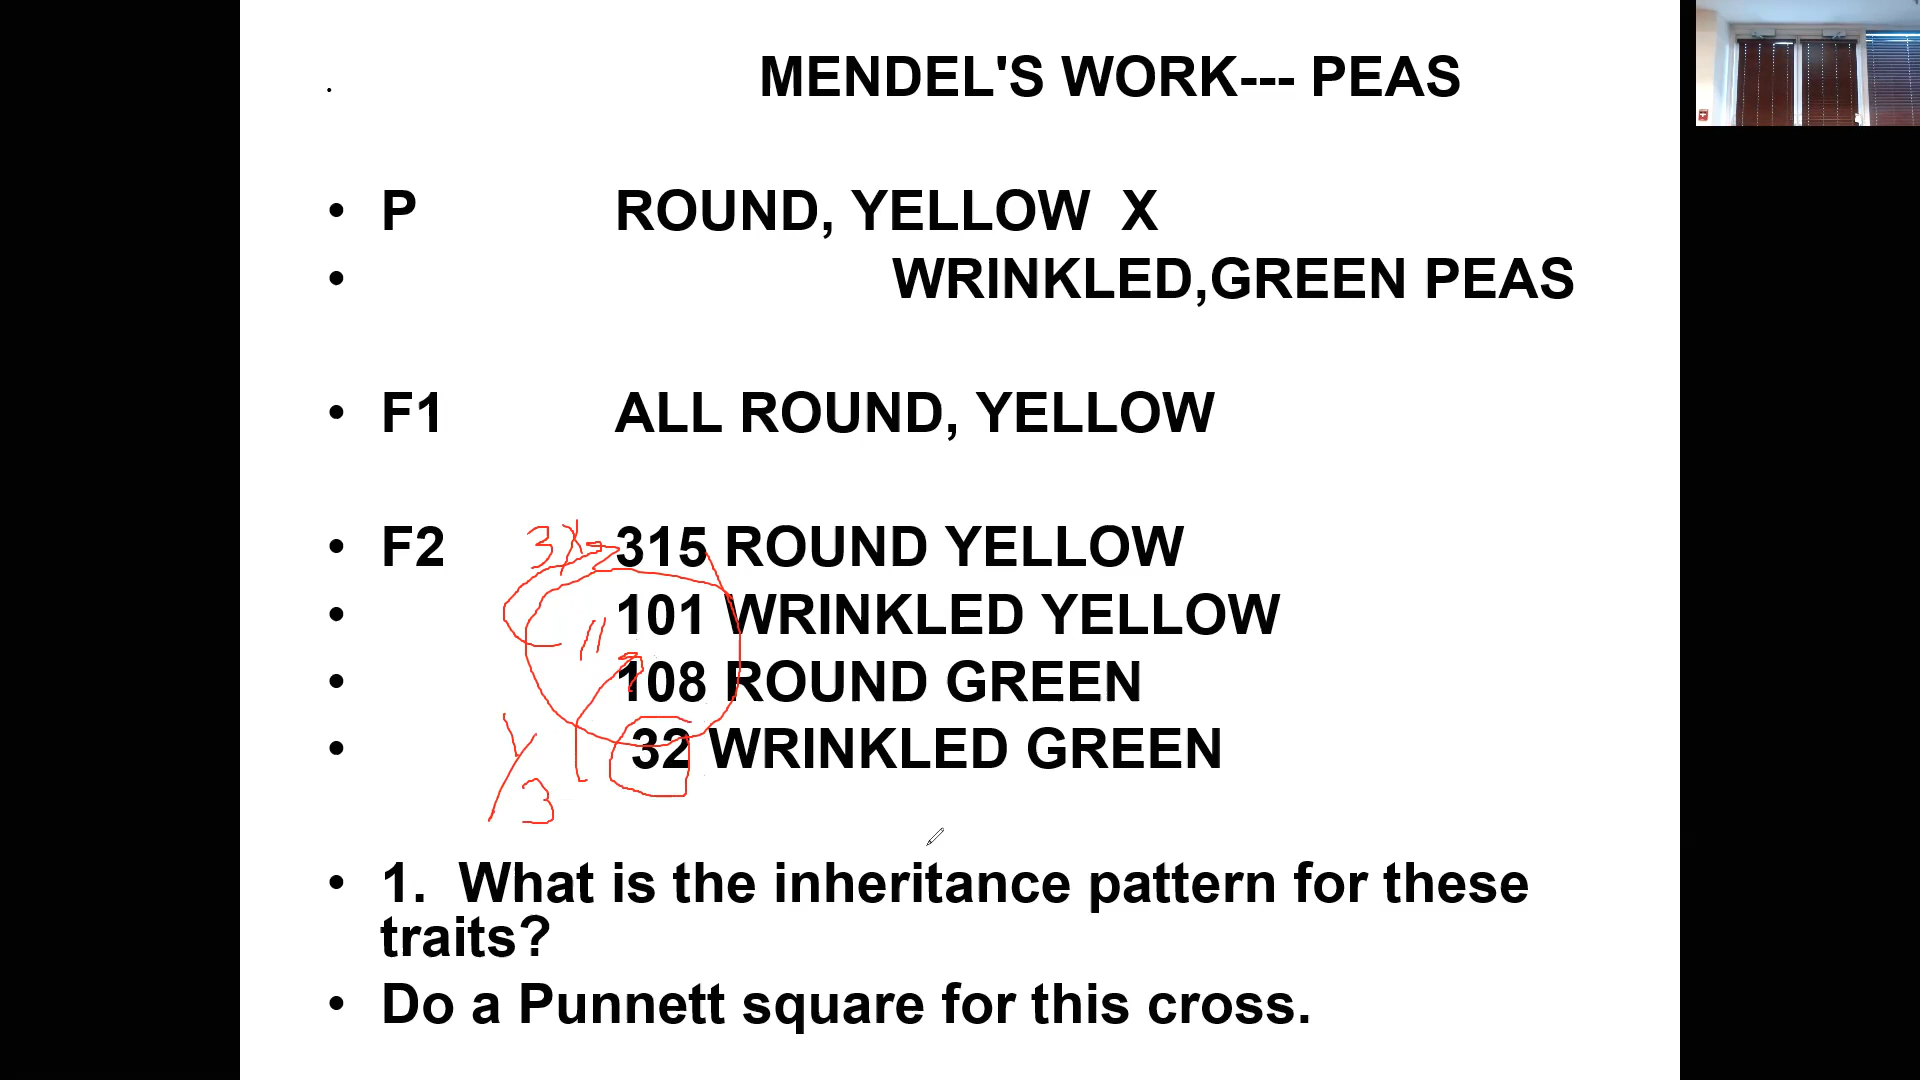 . MENDEL'S WORK--- PEAS
• P ROUND, YELLOW X
• WRINKLED,GREEN PEAS
• F1 ALL ROUND, YELLOW
• F2 3X 315 ROUND YELLOW
• 101 WRINKLED YELLOW
• 108 ROUND GREEN
• 32 WRINKLED GREEN
3
• 1. What is the inheritance pattern for these
traits?
• Do a Punnett square for this cross.